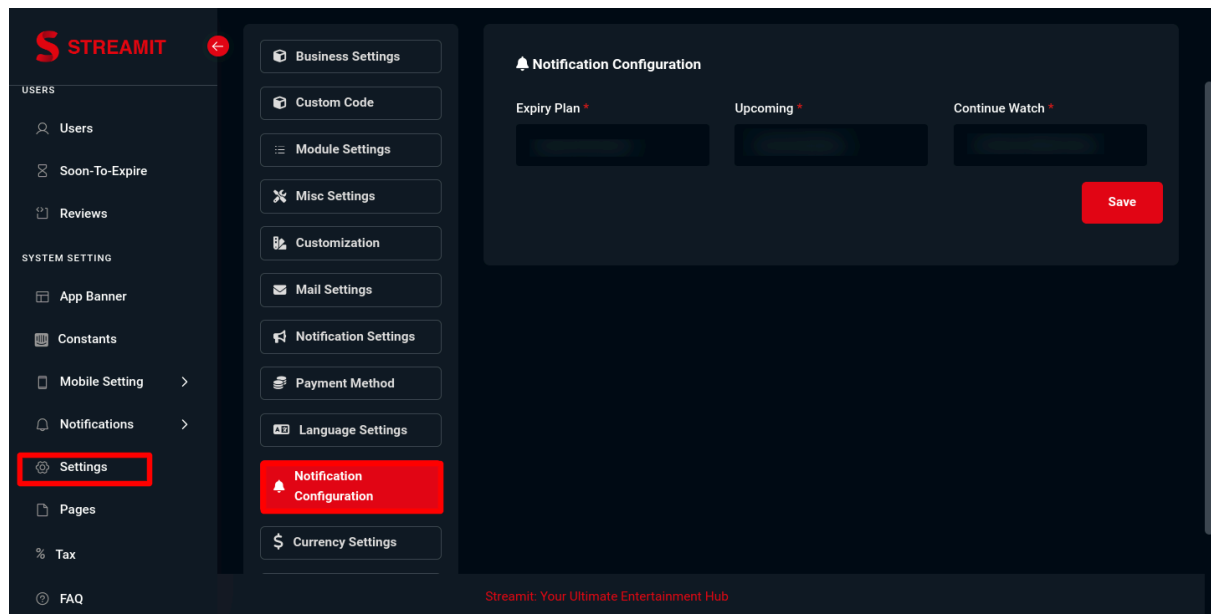 STREAMIT
USERS
Users
Soon-To-Expire
Reviews
SYSTEM SETTING
App Banner
Constants
Mobile Setting
Notifications
Settings
Pages
% Tax
FAQ
Business Settings
Custom Code
Module Settings
Misc Settings
Customization
Mail Settings
Notification Settings
Payment Method
Language Settings
Notification
Configuration
$ Currency Settings
Notification Configuration
Expiry Plan * Upcoming * Continue Watch *
Save
Streamit: Your Ultimate Entertainment Hub